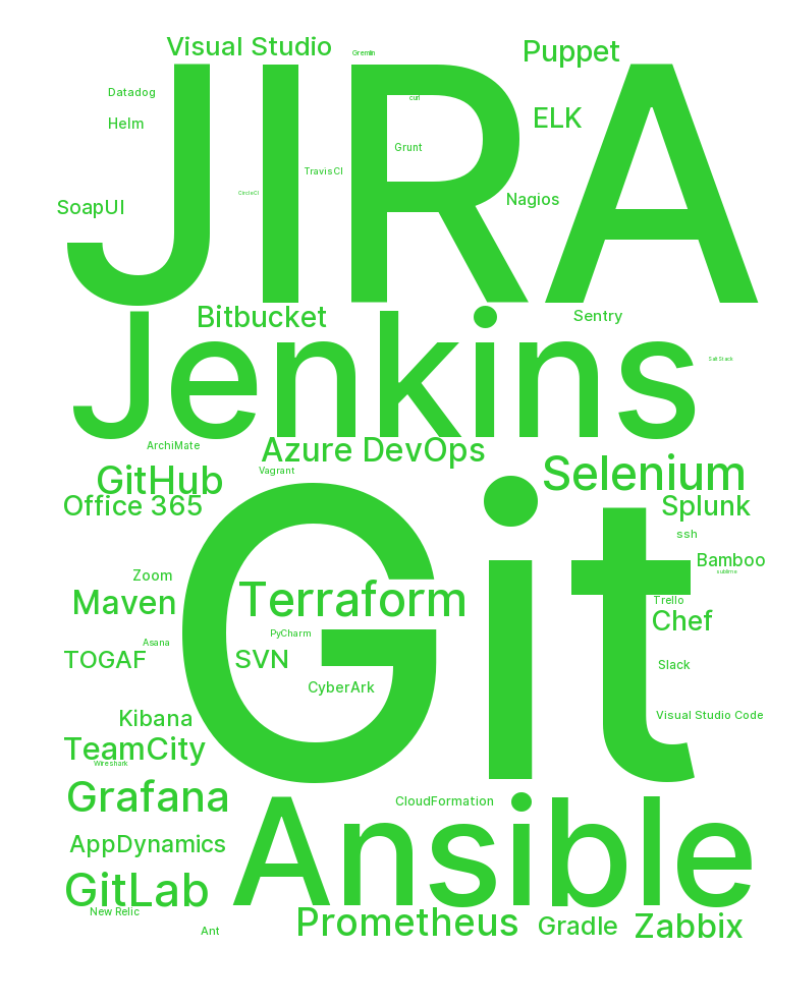 Visual Studio
Gremlin
Puppet
JIRA
Datadog
curl
ELK
Helm
Grunt
TravisCI
CircleCI
Nagios
SoapUI
Bitbucket
Sentry
Jenkins
Salt Stack
ArchiMate
Azure DevOps
Vagrant
GitHub
Selenium
Office 365
Splunk
Git
ssh
Bamboo
sublime
Zoom
Terraform
Maven
Trello
Chef
PyCharm
Asana
TOGAF
SVN
Slack
CyberArk
Kibana
Visual Studio Code
TeamCity
Wireshark
Grafana
CloudFormation
Ansible
AppDynamics
GitLab
New Relic
Prometheus
Gradle
Zabbix
Ant